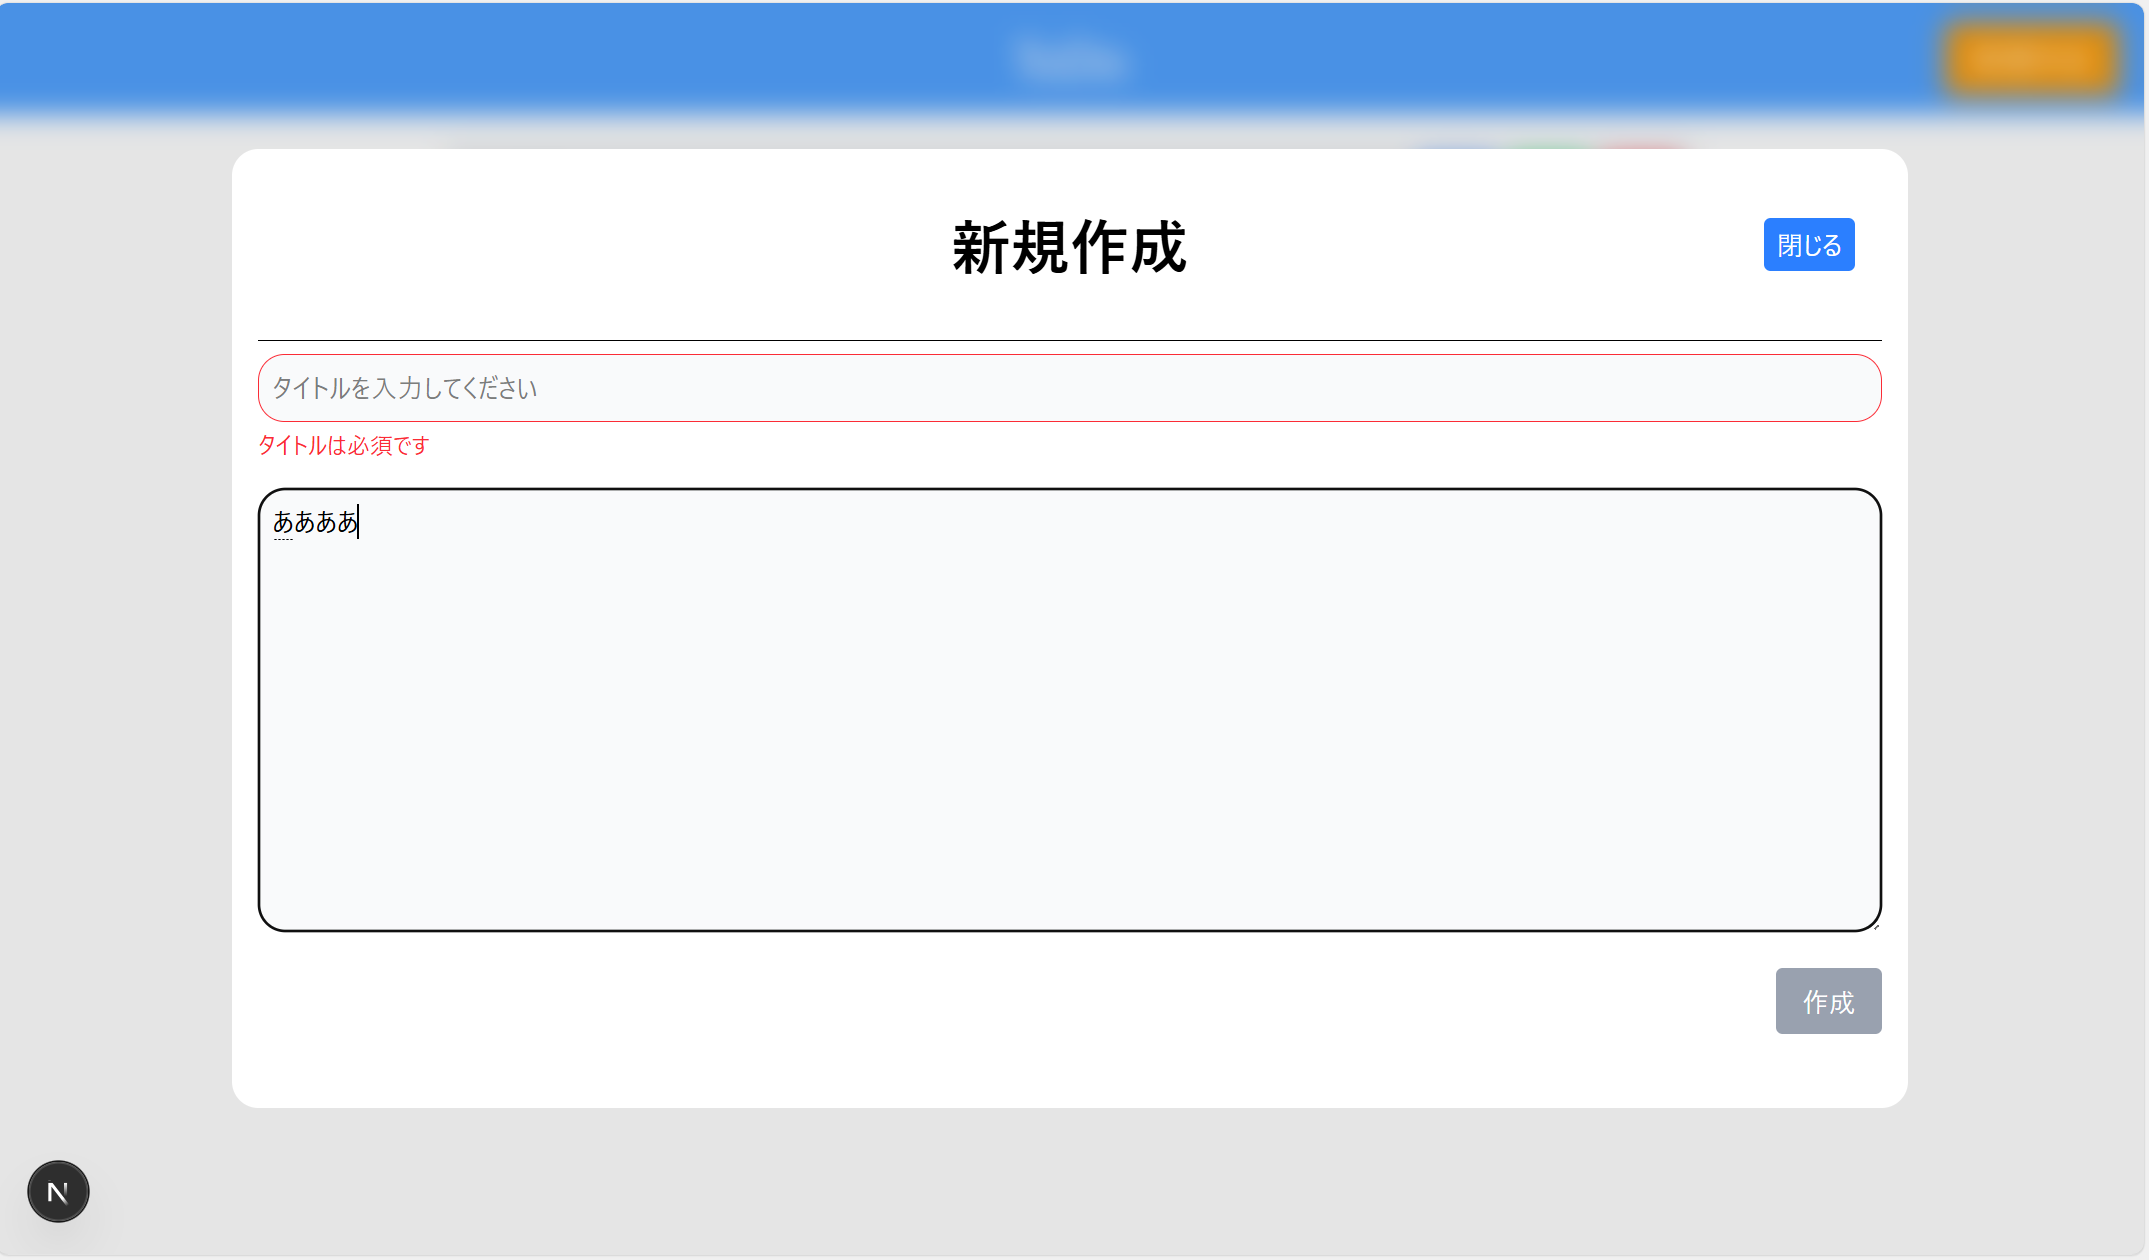 新規作成
閉じる
タイトルを入力してください
タイトルは必須です
ああああ
作成
N